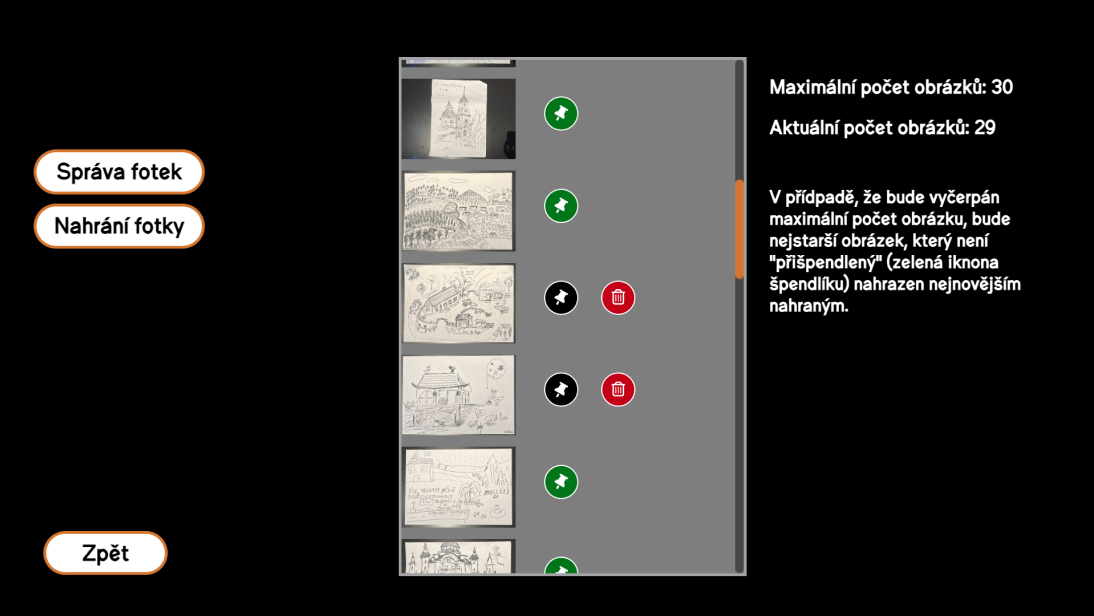 Správa fotek
Nahrání fotky
Zpět
Maximální počet obrázků: 30
Aktuální počet obrázků: 29
V přídpadě, že bude vyčerpán
maximální počet obrázku, bude
nejstarší obrázek, který není
"přišpendlený" (zelená iknona
špendlíku) nahrazen nejnovějším
nahraným.